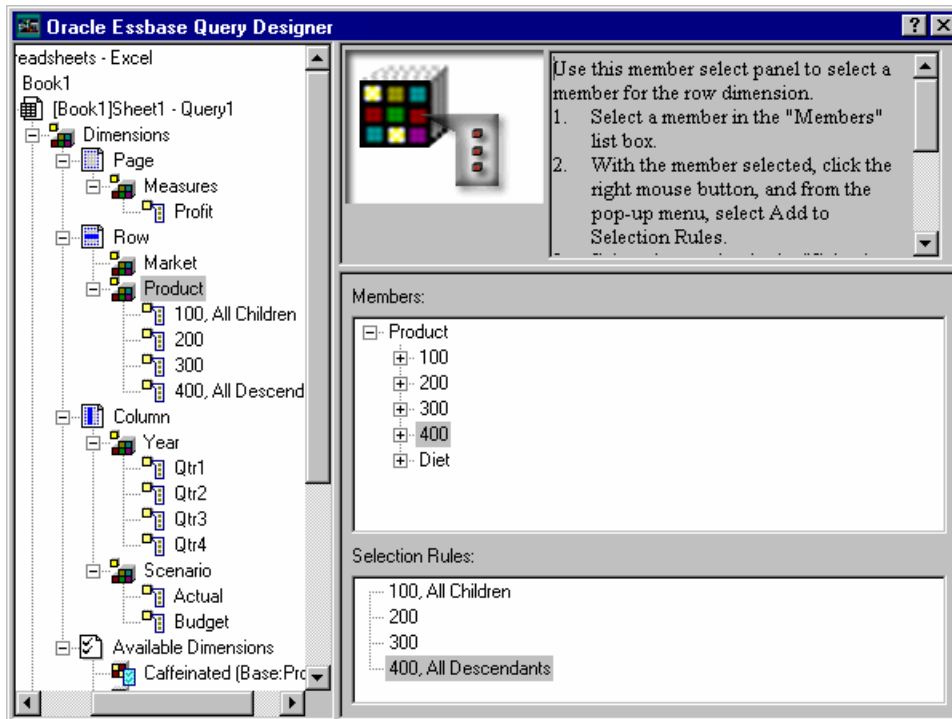 Oracle Essbase Query Designer
readsheets - Excel
Book1
[Book1]Sheet1 - Query1
Dimensions
Page
Measures
Profit
Row
Market
Product
100, All Children
200
300
400, All Descend
Column
Year
Qtr1
Qtr2
Qtr3
Qtr4
Scenario
Actual
Budget
Available Dimensions
Caffeinated (Base:Pro
Use this member select panel to select a
member for the row dimension.
1. Select a member in the "Members"
list box.
2. With the member selected, click the
right mouse button, and from the
pop-up menu, select Add to
Selection Rules.
Members:
Product
100
200
300
400
Diet
Selection Rules:
100, All Children
200
300
400, All Descendants